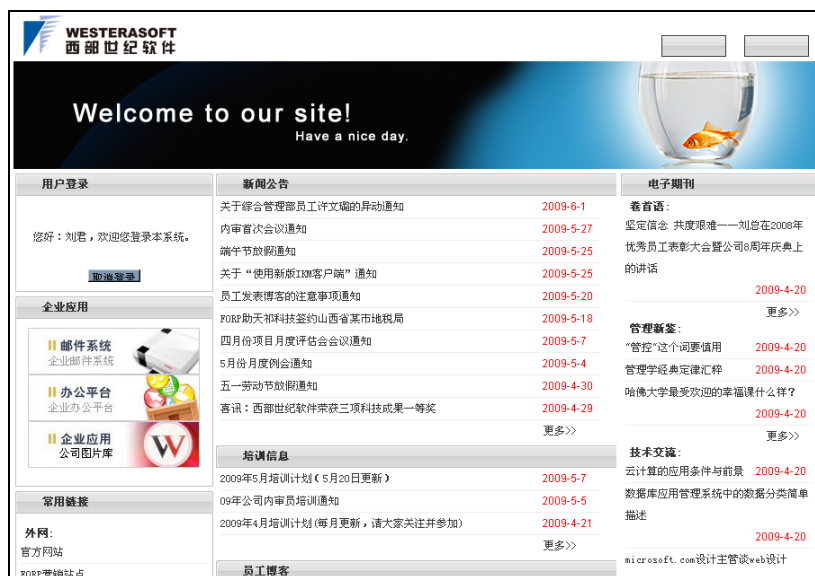 WESTERASOFT
西部世纪软件
Welcome to our site!
Have a nice day.
用户登录
您好：刘君，欢迎您登录本系统。
取消登录
企业应用
邮件系统
企业邮件系统
办公平台
企业办公平台
企业应用
公司图片库
常用链接
外网：
官方网站
FORP营销站点
新闻公告
关于综合管理部员工许文璐的异动通知 2009-6-1
内审首次会议通知 2009-5-27
端午节放假通知 2009-5-25
关于“使用新版IKM客户端”通知 2009-5-25
员工发表博客的注意事项通知 2009-5-20
FORP助天祁科技签约山西省某市地税局 2009-5-18
四月份项目月度评估会会议通知 2009-5-7
5月份月度例会通知 2009-5-4
五一劳动节放假通知 2009-4-30
喜讯：西部世纪软件荣获三项科技成果一等奖 2009-4-29
更多>>
培训信息
2009年5月培训计划（5月20日更新） 2009-5-7
09年公司内审员培训通知 2009-5-5
2009年4月培训计划(每月更新，请大家关注并参加) 2009-4-21
更多>>
员工博客
电子期刊
卷首语：
坚定信念 共度艰难——刘总在2008年
优秀员工表彰大会暨公司8周年庆典上
的讲话
2009-4-20
更多>>
管理新鉴：
“管控”这个词要慎用 2009-4-20
管理学经典定律汇粹 2009-4-20
哈佛大学最受欢迎的幸福课什么样？
2009-4-20
更多>>
技术交流：
云计算的应用条件与前景 2009-4-20
数据库应用管理系统中的数据分类简单
描述
2009-4-20
microsoft.com设计主管谈web设计